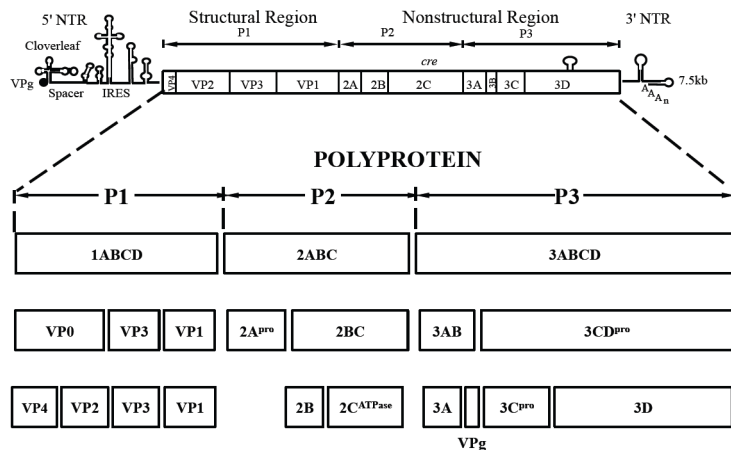 5' NTR Structural Region Nonstructural Region 3' NTR
P1 P2 P3
Cloverleaf
cre
VPg VP4 VP2 VP3 VP1 2A 2B 2C 3A 3B 3C 3D 7.5kb
Spacer IRES AAAn
POLYPROTEIN
P1 P2 P3
1ABCD 2ABC 3ABCD
VP0 VP3 VP1 2Apro 2BC 3AB 3CDpro
VP4 VP2 VP3 VP1 2B 2CATPase 3A 3Cpro 3D
VPg